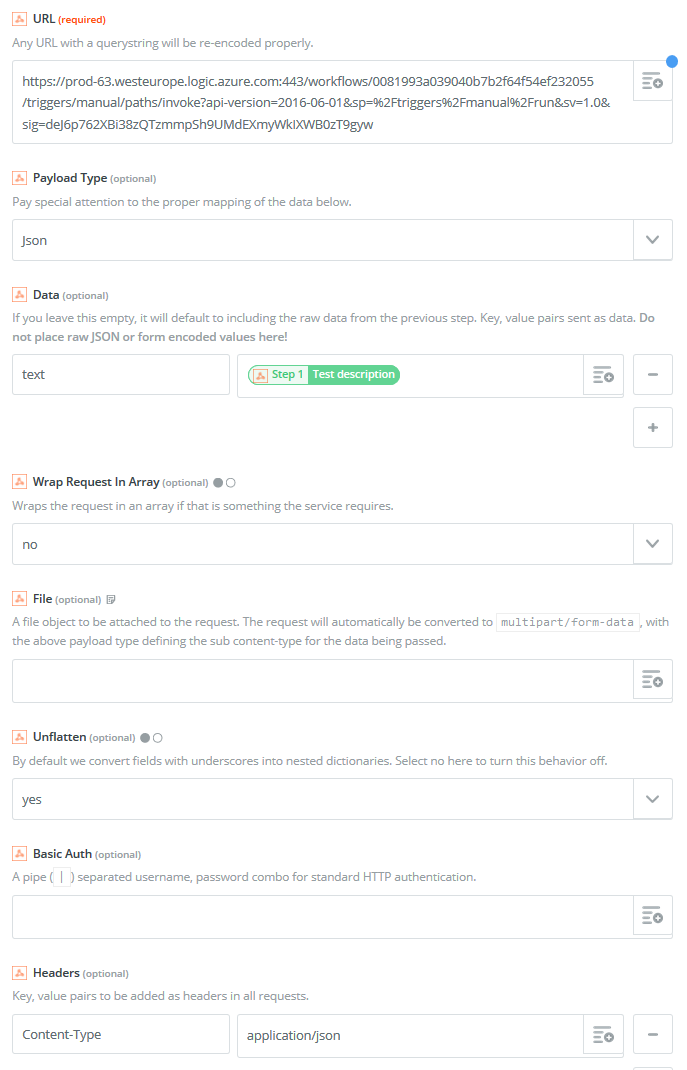 URL (required)
Any URL with a querystring will be re-encoded properly.
https://prod-63.westeurope.logic.azure.com:443/workflows/0081993a039040b7b2f64f54ef232055
/triggers/manual/paths/invoke?api-version=2016-06-01&sp=%2Ftriggers%2Fmanual%2Frun&sv=1.0&
sig=deJ6p762XBi38zQTzmmpSh9UMdEXmyWkIXWB0zT9gyw
Payload Type (optional)
Pay special attention to the proper mapping of the data below.
Json
Data (optional)
If you leave this empty, it will default to including the raw data from the previous step. Key, value pairs sent as data. Do
not place raw JSON or form encoded values here!
text
Step 1 Test description
Wrap Request In Array (optional)
Wraps the request in an array if that is something the service requires.
no
File (optional)
A file object to be attached to the request. The request will automatically be converted to multipart/form-data, with
the above payload type defining the sub content-type for the data being passed.
Unflatten (optional)
By default we convert fields with underscores into nested dictionaries. Select no here to turn this behavior off.
yes
Basic Auth (optional)
A pipe (|) separated username, password combo for standard HTTP authentication.
Headers (optional)
Key, value pairs to be added as headers in all requests.
Content-Type
application/json